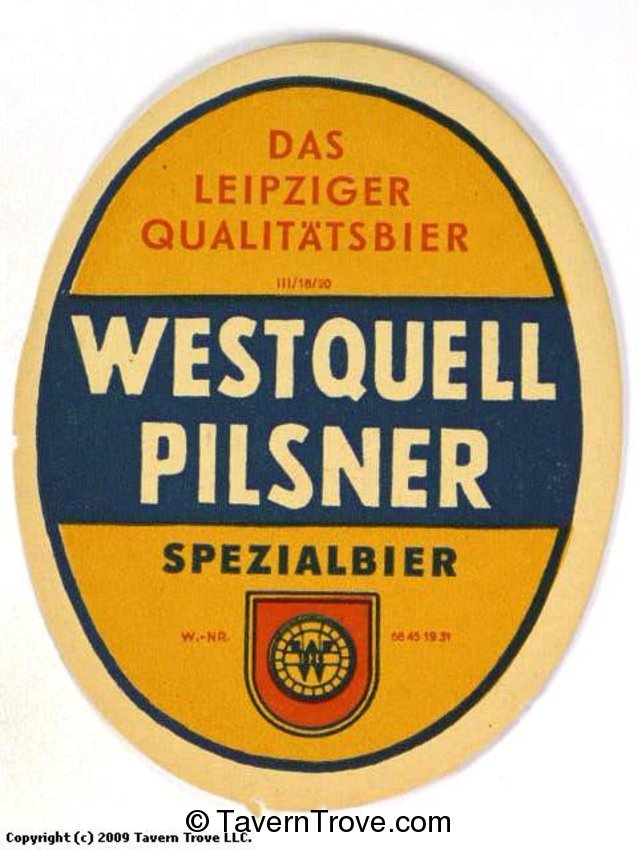 DAS
LEIPZIGER
QUALITÄTSBIER
III/18/20
WESTQUELL
PILSNER
SPEZIALBIER
W.-NR. 68 45 19 31
W
© TavernTrove.com
Copyright (c) 2009 Tavern Trove LLC.